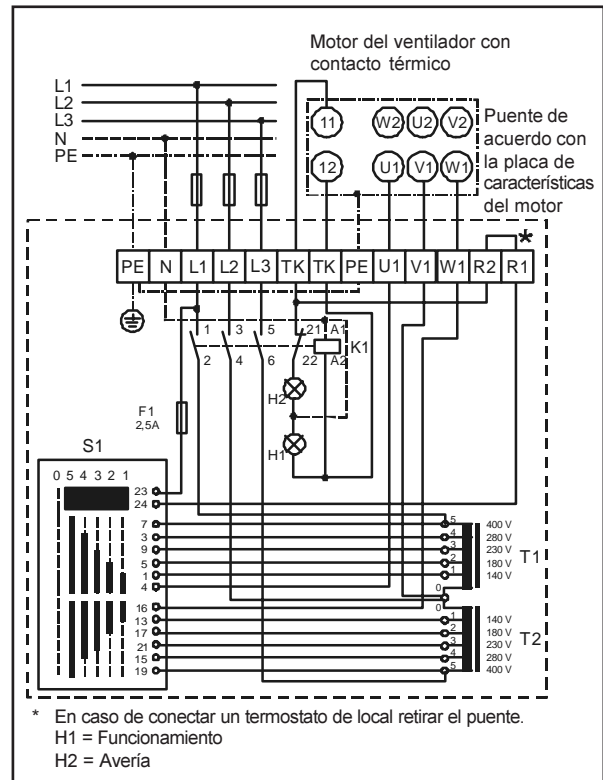 Motor del ventilador con
contacto térmico
L1
L2
L3
N
PE
11 W2 U2 V2
12 U1 V1 W1
Puente de
acuerdo con
la placa de
características
del motor
*
PE N L1 L2 L3 TK TK PE U1 V1 W1 R2 R1
1 3 5 21 A1
K1
2 4 6 22 A2
H2
F1
2,5A
H1
S1
0 5 4 3 2 1
23
24
7 5 400 V
3 4 280 V
9 3 230 V
5 2 180 V
1 1 140 V
4 0
T1
16 0
13 1 140 V
17 2 180 V
21 3 230 V
15 4 280 V
19 5 400 V
T2
* En caso de conectar un termostato de local retirar el puente.
H1 = Funcionamiento
H2 = Avería